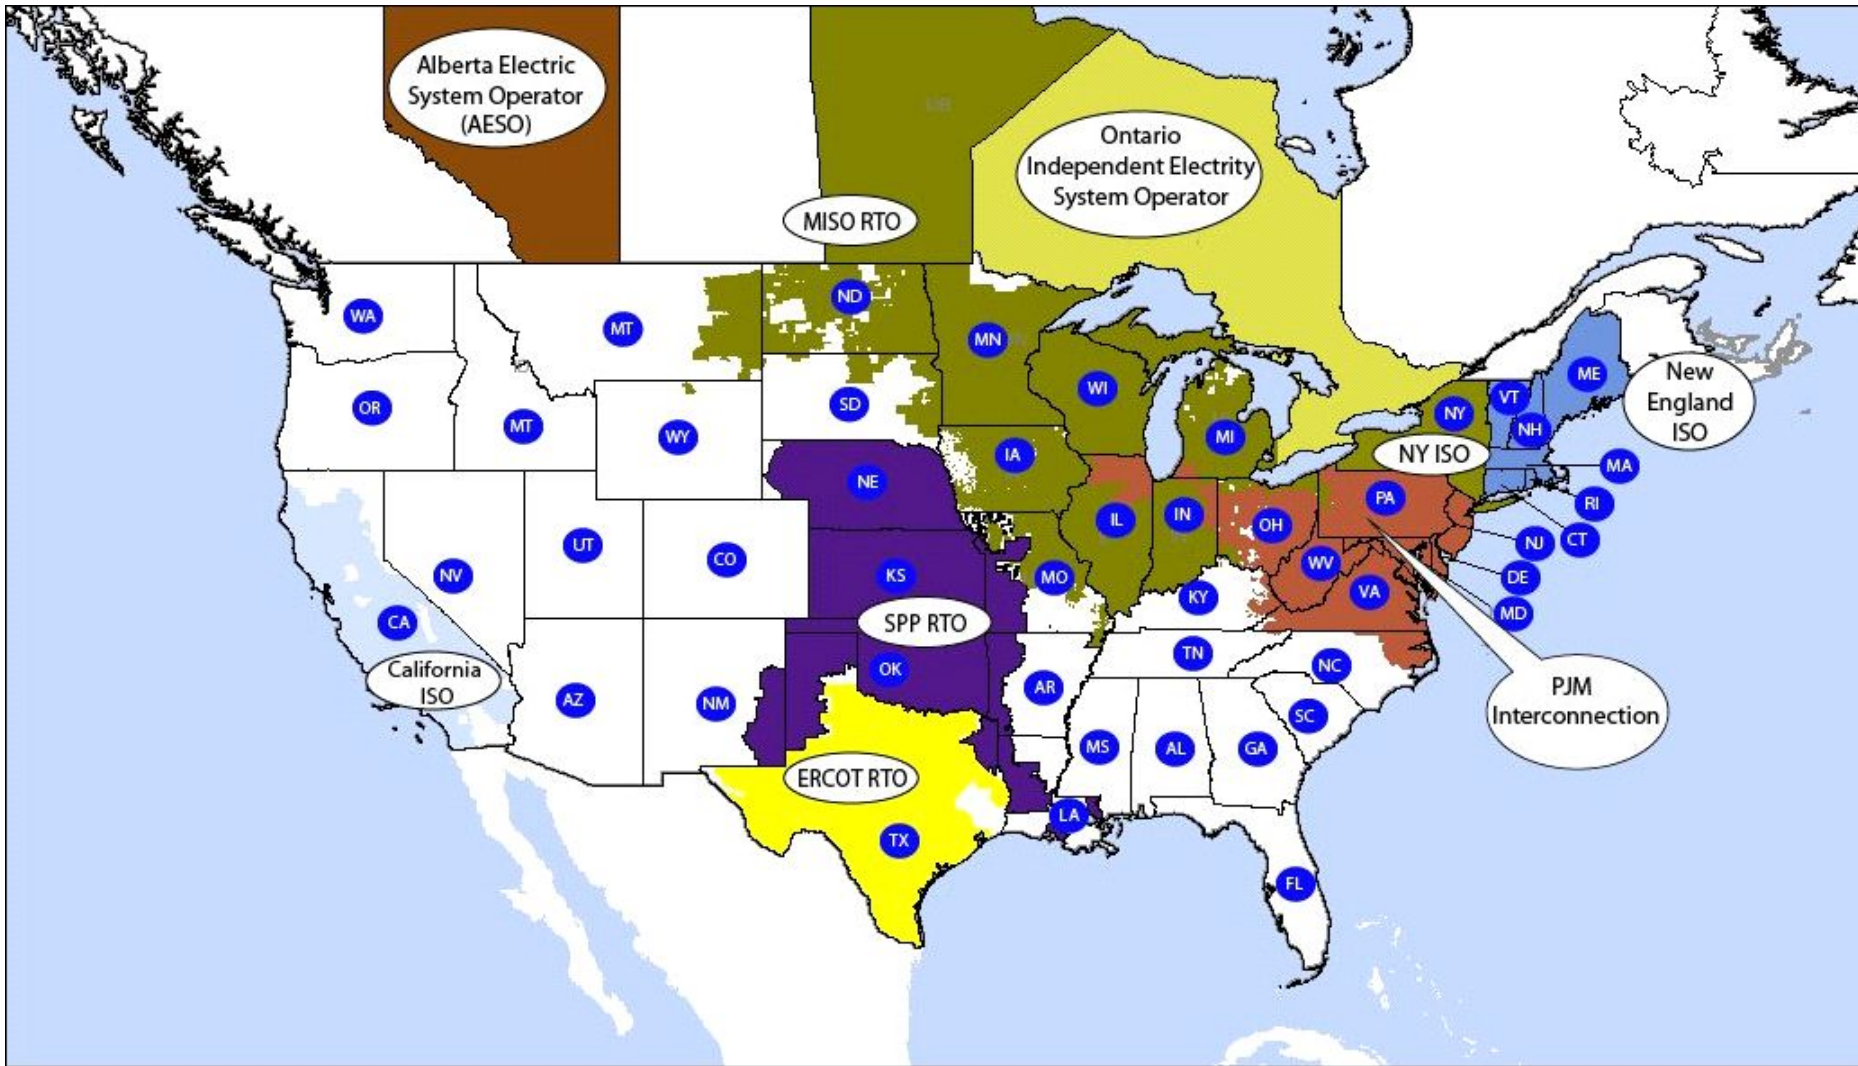 Alberta Electric
System Operator
(AESO)
Ontario
Independent Electrity
System Operator
MISO RTO
MB
WA
MT
ND
MN
WI
MI
NY
VT
NH
ME
New
England
ISO
OR
MT
ID
WY
SD
IA
NY ISO
MA
RI
CT
NJ
DE
MD
NE
IL
IN
OH
PA
WV
VA
KY
MO
KS
SPP RTO
CO
UT
NV
CA
California
ISO
AZ
NM
OK
AR
TN
NC
SC
PJM
Interconnection
MS
AL
GA
ERCOT RTO
TX
LA
FL